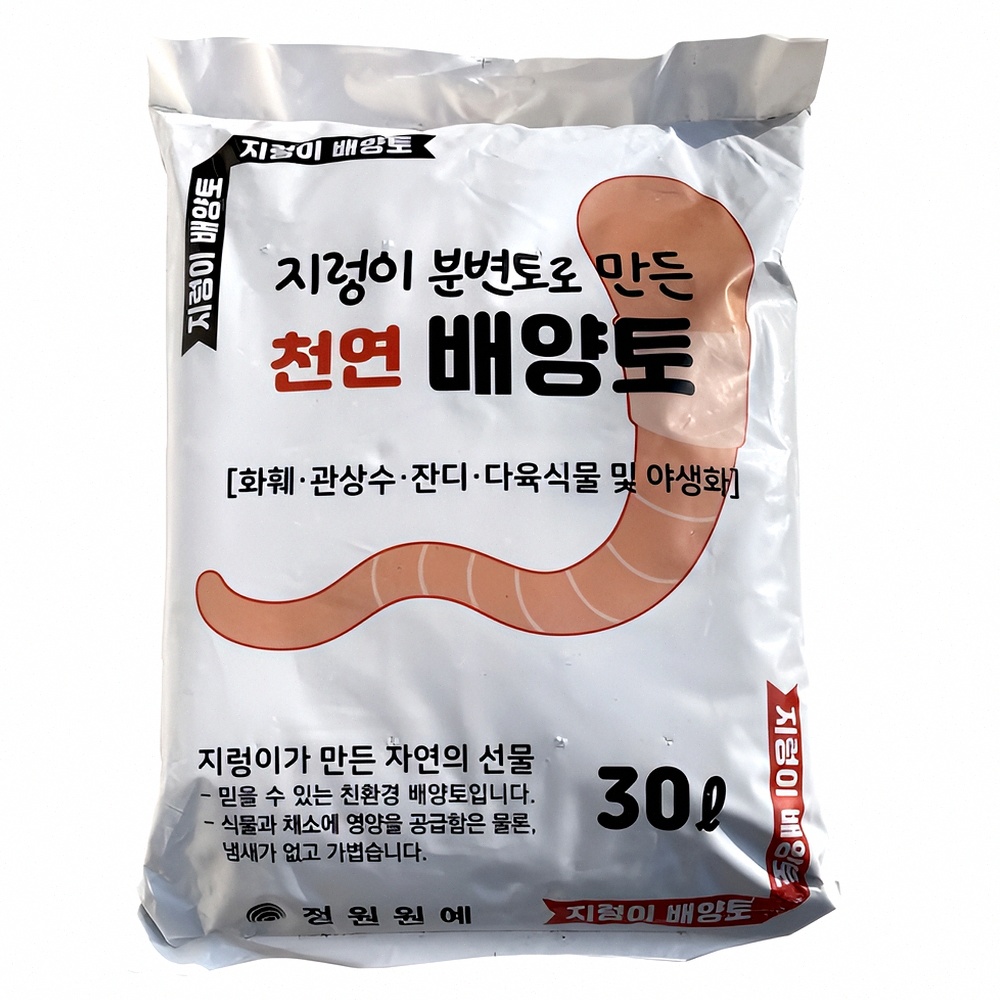 지렁이 배양토
지렁이 배양토
지렁이 분변토로 만든
천연 배양토
[화훼·관상수·잔디·다육식물 및 야생화]
지렁이가 만든 자연의 선물
- 믿을 수 있는 친환경 배양토입니다.
- 식물과 채소에 영양을 공급함은 물론,
냄새가 없고 가볍습니다.
30ℓ
지렁이 배양토
정원원예
지렁이 배양토